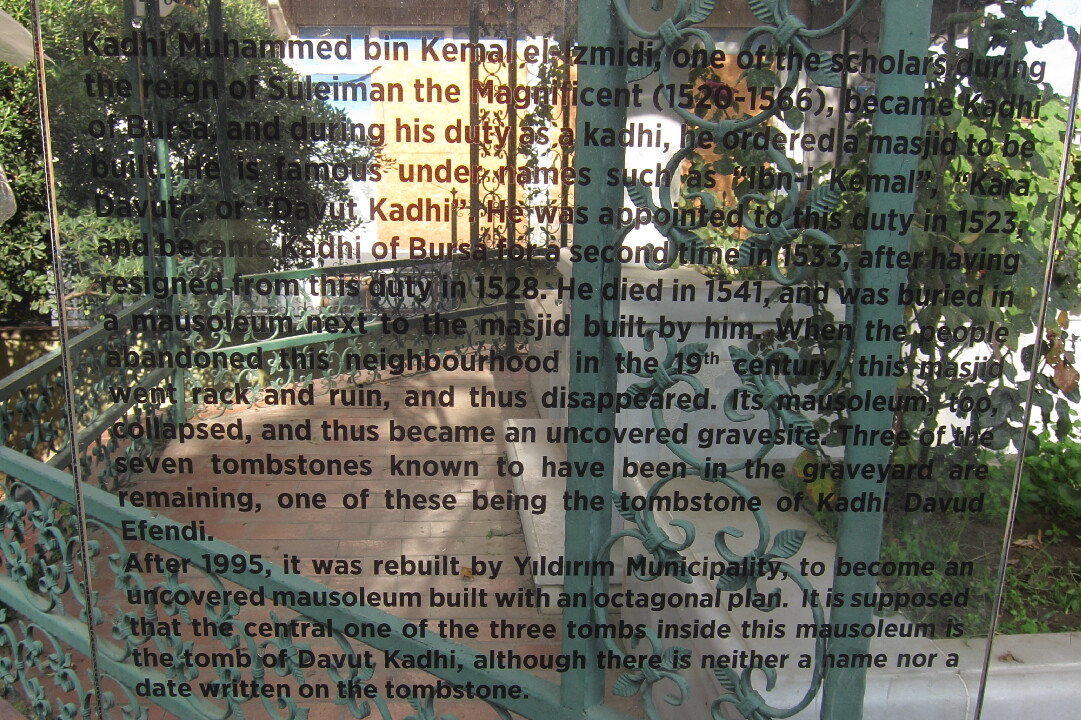 Kadhi Muhammed bin Kemal el-Izmidi, one of the scholars during
the reign of Suleiman the Magnificent (1520-1566), became Kadhi
of Bursa, and during his duty as a kadhi, he ordered a masjid to be
built. He is famous under names such as "Ibn-i Kemal", "Kara
Davut", or "Davut Kadhi". He was appointed to this duty in 1523,
and became Kadhi of Bursa for a second time in 1533, after having
resigned from this duty in 1528. He died in 1541, and was buried in
a mausoleum next to the masjid built by him. When the people
abandoned this neighbourhood in the 19th century, this masjid
went rack and ruin, and thus disappeared. Its mausoleum, too,
collapsed, and thus became an uncovered gravesite. Three of the
seven tombstones known to have been in the graveyard are
remaining, one of these being the tombstone of Kadhi Davud
Efendi.
After 1995, it was rebuilt by Yıldırım Municipality, to become an
uncovered mausoleum built with an octagonal plan. It is supposed
that the central one of the three tombs inside this mausoleum is
the tomb of Davut Kadhi, although there is neither a name nor a
date written on the tombstone.